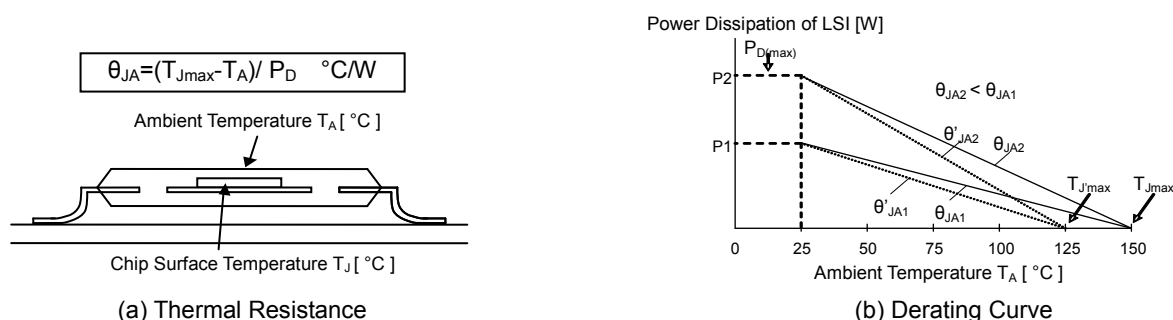 θJA=(TJmax-TA)/ PD °C/W
Ambient Temperature TA [ °C ]
Chip Surface Temperature TJ [ °C ]
(a) Thermal Resistance
Power Dissipation of LSI [W]
PD(max)
P2
θJA2 < θJA1
θ'JA2
θJA2
P1
TJ'max
TJmax
θ'JA1
θJA1
0 25 50 75 100 125 150
Ambient Temperature TA [ °C ]
(b) Derating Curve